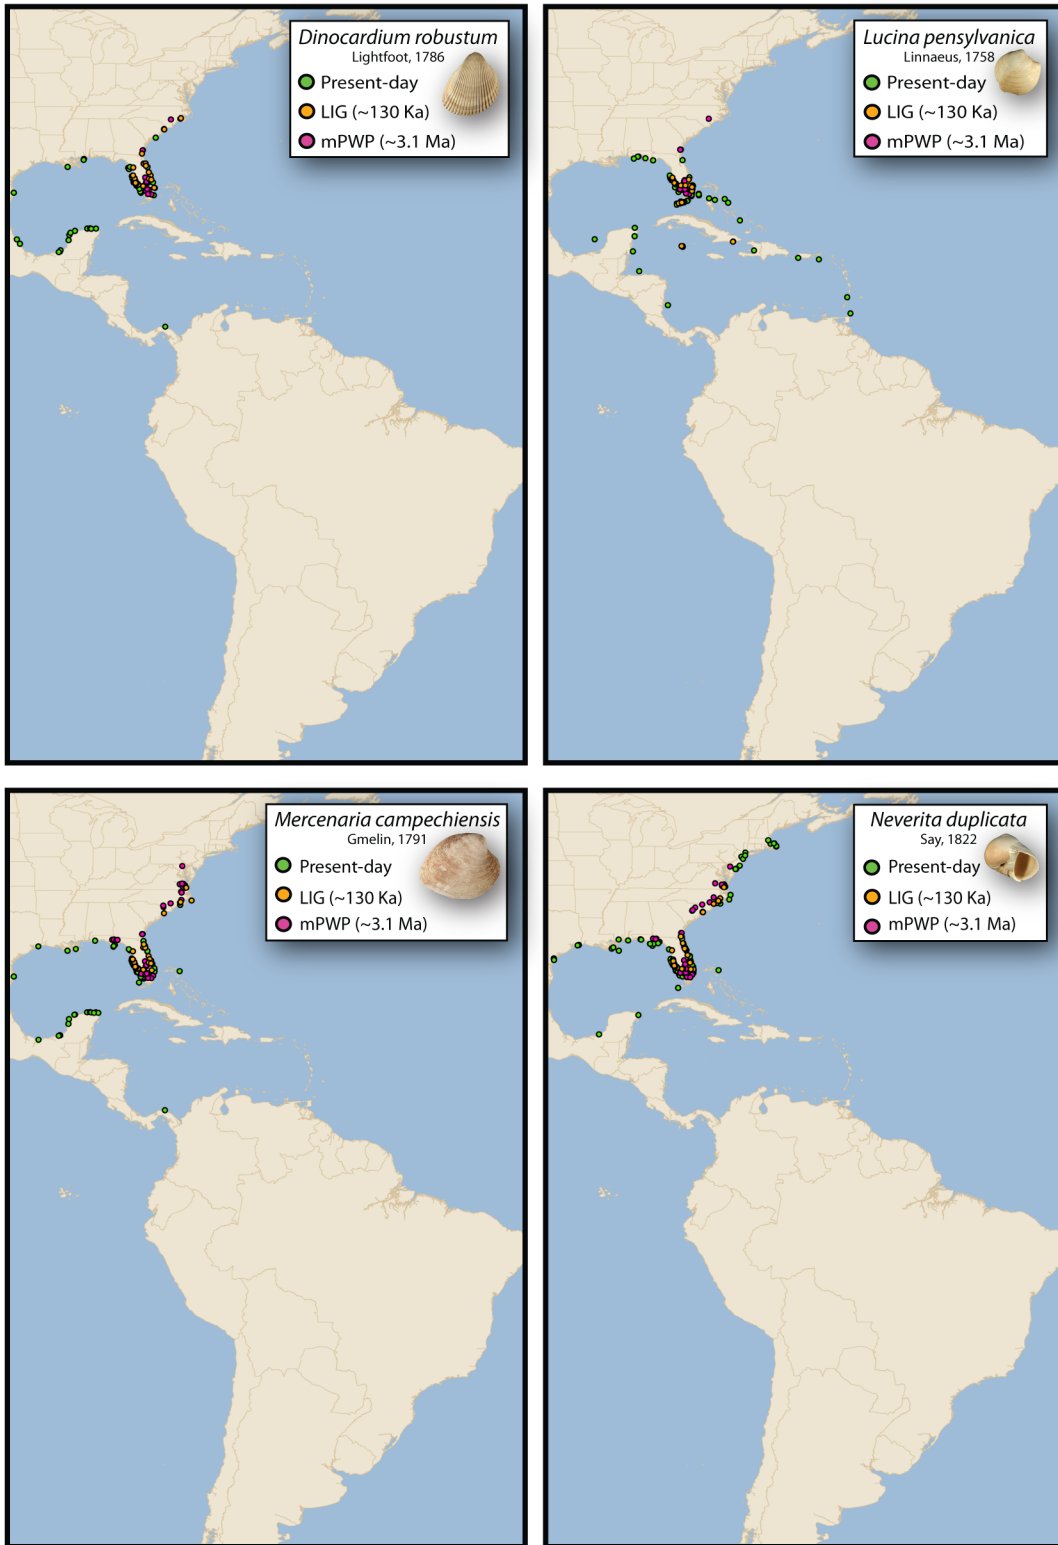 Dinocardium robustum
Lightfoot, 1786
Present-day
LIG (~130 Ka)
mPWP (~3.1 Ma)
Lucina pensylvanica
Linnaeus, 1758
Present-day
LIG (~130 Ka)
mPWP (~3.1 Ma)
Mercenaria campechiensis
Gmelin, 1791
Present-day
LIG (~130 Ka)
mPWP (~3.1 Ma)
Neverita duplicata
Say, 1822
Present-day
LIG (~130 Ka)
mPWP (~3.1 Ma)